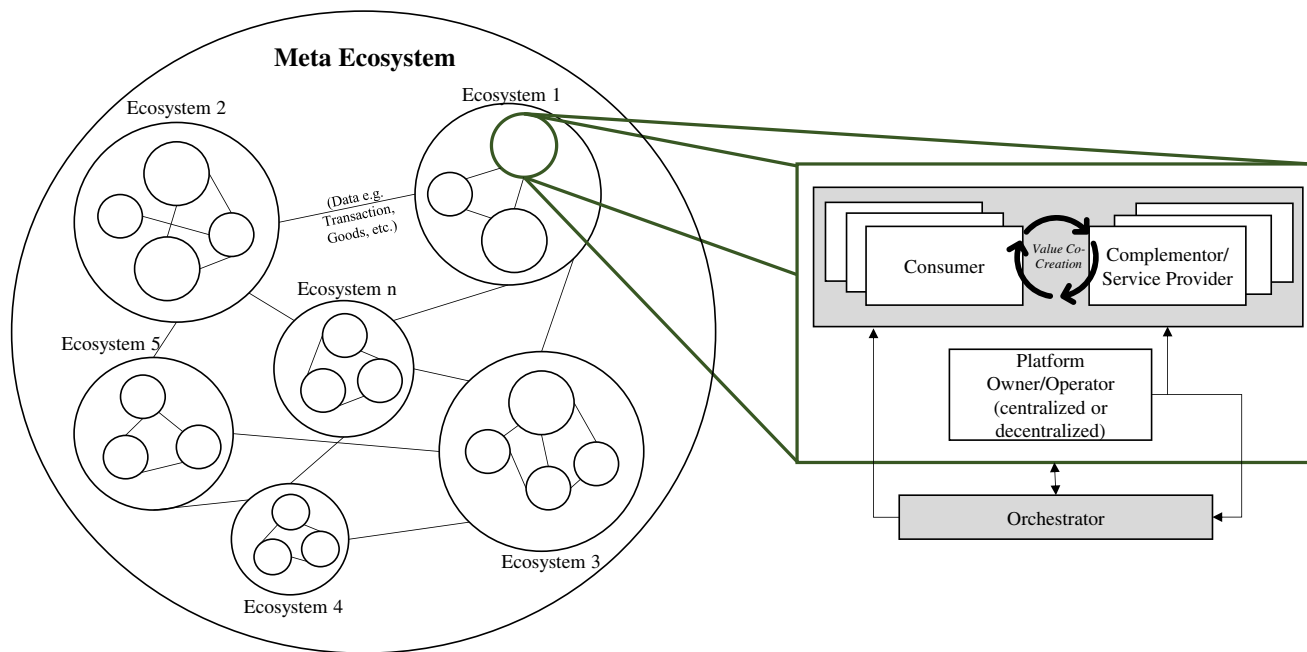 Meta Ecosystem
Ecosystem 1
Ecosystem 2
(Data e.g.
Transaction,
Goods, etc.)
Ecosystem n
Ecosystem 5
Ecosystem 3
Ecosystem 4
Consumer
Value Co-
Creation
Complementor/
Service Provider
Platform
Owner/Operator
(centralized or
decentralized)
Orchestrator